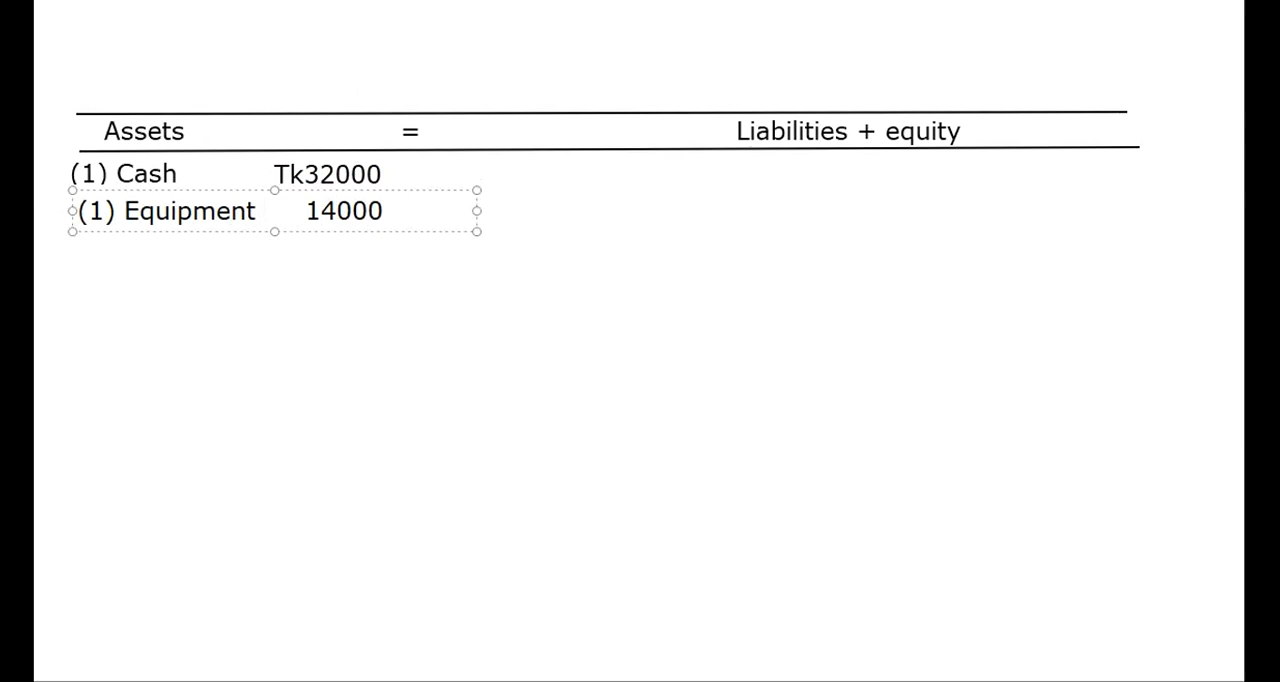 Assets = Liabilities + equity
(1) Cash Tk32000
(1) Equipment 14000